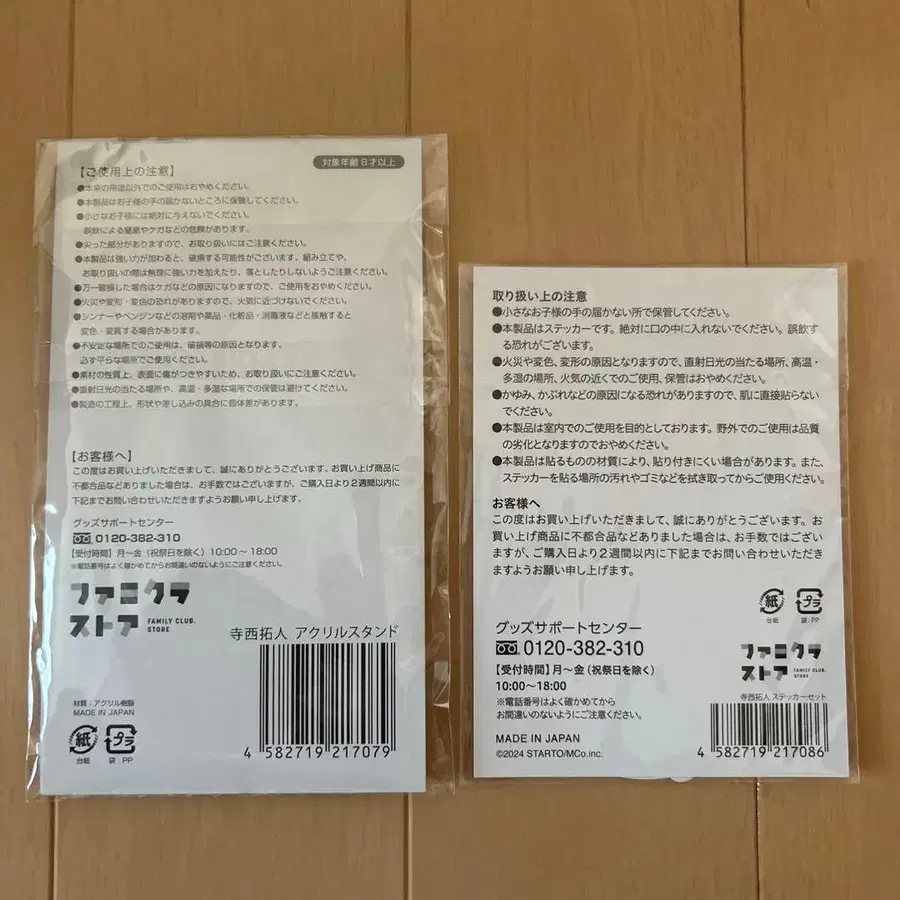 対象年齢8才以上
【ご使用上の注意】
●本来の用途以外でのご使用はおやめください。
●本製品はお子様の手の届かないところに保管してください。
●小さなお子様には絶対に与えないでください。
誤飲による窒息やケガなどの危険があります。
●尖った部分がありますので、お取り扱いにはご注意ください。
●本製品は強い力が加わると、破損する可能性がございます。組み立てや、
お取り扱いの際は無理に強い力を加えたり、落としたりしないようご注意ください。
●万一破損した場合はケガなどの原因になりますので、ご使用をおやめください。
●火災や変形・変色の恐れがありますので、火気に近づけないでください。
●シンナーやベンジンなどの溶剤や薬品・化粧品・消毒液などと接触すると
変色・変質する場合があります。
●不安定な場所でのご使用は、破損等の原因となります。
必ず平らな場所でご使用ください。
●素材の性質上、表面に傷がつきやすいため、お取り扱いにご注意ください。
●直射日光の当たる場所や、高温・多湿な場所での保管は避けてください。
●製造の工程上、形状や差し込みの具合に個体差があります。
【お客様へ】
この度はお買い上げいただきまして、誠にありがとうございます。お買い上げ商品に
不都合品などありました場合は、お手数ではございますが、ご購入日より2週間以内に
下記までお問い合わせいただきますようお願い申し上げます。
グッズサポートセンター
0120-382-310
【受付時間】月～金（祝祭日を除く）10:00～18:00
※電話番号はよく確かめてからお間違いのないようにご注意ください。
ファミクラ
ストア FAMILY CLUB. STORE
寺西拓人 アクリルスタンド
材質：アクリル樹脂
MADE IN JAPAN
紙 プラ
台紙 袋：PP
4 582719 217079
取り扱い上の注意
●小さなお子様の手の届かない所で保管してください。
●本製品はステッカーです。絶対に口の中に入れないでください。誤飲す
る恐れがございます。
●火災や変色、変形の原因となりますので、直射日光の当たる場所、高温・
多湿の場所、火気の近くでのご使用、保管はおやめください。
●かゆみ、かぶれなどの原因になる恐れがありますので、肌に直接貼らない
でください。
●本製品は室内でのご使用を目的としております。野外でのご使用は品質
の劣化となりますのでおやめください。
●本製品は貼るものの材質により、貼り付きにくい場合があります。また、
ステッカーを貼る場所の汚れやゴミなどを拭き取ってからご使用ください。
お客様へ
この度はお買い上げいただきまして、誠にありがとうございます。お
買い上げ商品に不都合品などありました場合は、お手数ではございま
すが、ご購入日より2週間以内に下記までお問い合わせいただきま
すようお願い申し上げます。
紙 プラ
台紙 袋：PP
グッズサポートセンター
0120-382-310
【受付時間】月～金（祝祭日を除く）
10:00～18:00
※電話番号はよく確かめてから
お間違いのないようにご注意ください。
ファミクラ
ストア FAMILY CLUB. STORE
寺西拓人 ステッカーセット
MADE IN JAPAN
©2024 STARTO/MCo.inc.
4 582719 217086